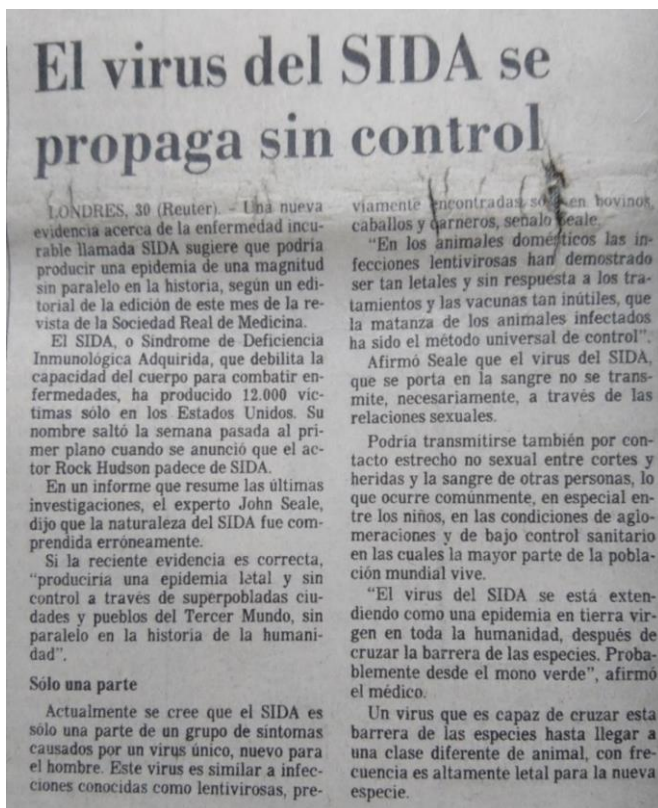 El virus del SIDA se
propaga sin control
LONDRES, 30 (Reuter). - Una nueva
evidencia acerca de la enfermedad incu-
rable llamada SIDA sugiere que podría
producir una epidemia de una magnitud
sin paralelo en la historia, según un edi-
torial de la edición de este mes de la re-
vista de la Sociedad Real de Medicina.
El SIDA, o Síndrome de Deficiencia
Inmunológica Adquirida, que debilita la
capacidad del cuerpo para combatir en-
fermedades, ha producido 12.000 víc-
timas sólo en los Estados Unidos. Su
nombre saltó la semana pasada al pri-
mer plano cuando se anunció que el ac-
tor Rock Hudson padece de SIDA.
En un informe que resume las últimas
investigaciones, el experto John Seale,
dijo que la naturaleza del SIDA fue com-
prendida erróneamente.
Si la reciente evidencia es correcta,
"produciría una epidemia letal y sin
control a través de superpobladas ciu-
dades y pueblos del Tercer Mundo, sin
paralelo en la historia de la humani-
dad".
Sólo una parte
Actualmente se cree que el SIDA es
sólo una parte de un grupo de síntomas
causados por un virus único, nuevo para
el hombre. Este virus es similar a infec-
ciones conocidas como lentivirosas, pre-
viamente encontradas sólo en bovinos,
caballos y carneros, señaló Seale.
"En los animales domésticos las in-
fecciones lentivirosas han demostrado
ser tan letales y sin respuesta a los tra-
tamientos y las vacunas tan inútiles, que
la matanza de los animales infectados
ha sido el método universal de control".
Afirmó Seale que el virus del SIDA,
que se porta en la sangre no se trans-
mite, necesariamente, a través de las
relaciones sexuales.
Podría transmitirse también por con-
tacto estrecho no sexual entre cortes y
heridas y la sangre de otras personas, lo
que ocurre comúnmente, en especial en-
tre los niños, en las condiciones de aglo-
meraciones y de bajo control sanitario
en las cuales la mayor parte de la pobla-
ción mundial vive.
"El virus del SIDA se está exten-
diendo como una epidemia en tierra vir-
gen en toda la humanidad, después de
cruzar la barrera de las especies. Proba-
blemente desde el mono verde", afirmó
el médico.
Un virus que es capaz de cruzar esta
barrera de las especies hasta llegar a
una clase diferente de animal, con fre-
cuencia es altamente letal para la nueva
especie.